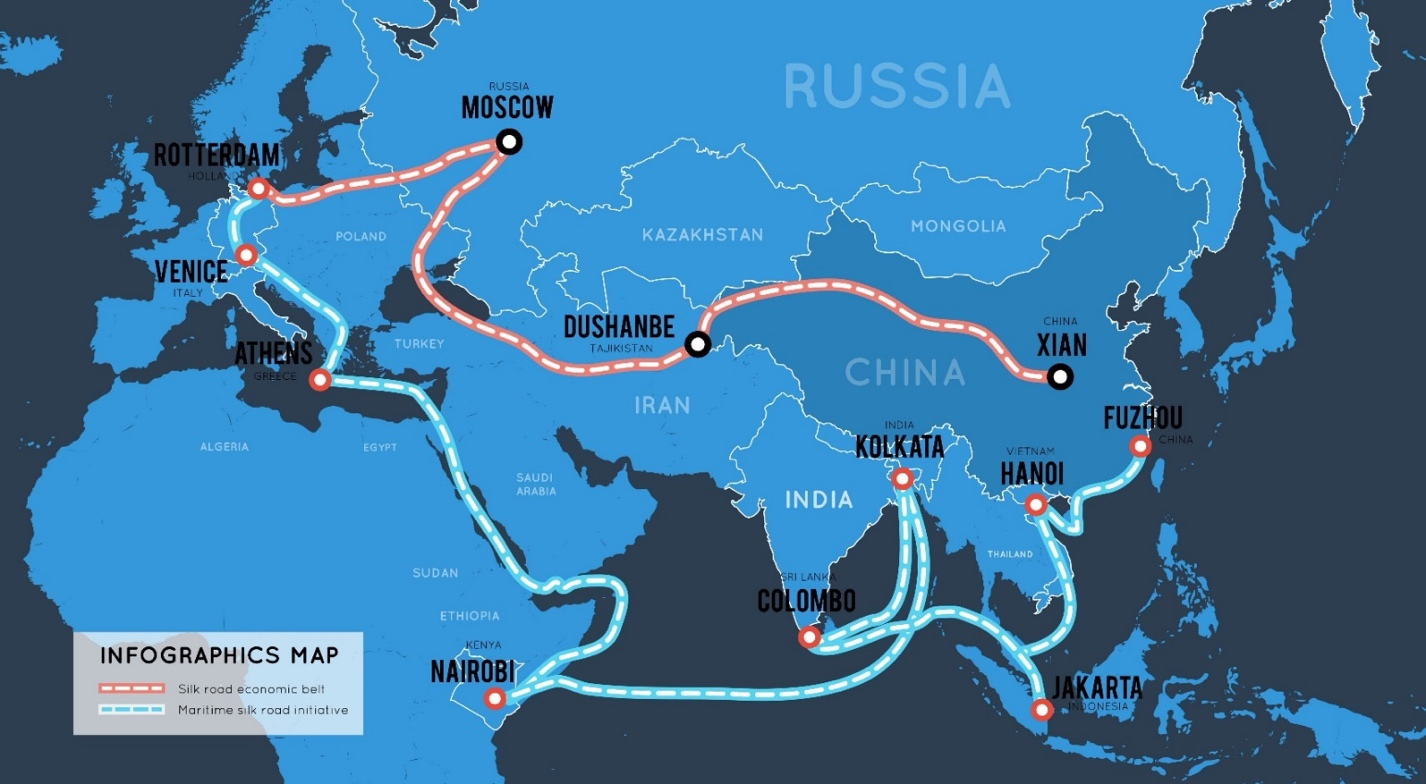 RUSSIA
RUSSIA
MOSCOW
ROTTERDAM
HOLLAND
POLAND
KAZAKHSTAN
MONGOLIA
VENICE
ITALY
DUSHANBE
TAJIKISTAN
TURKEY
CHINA
XIAN
ATHENS
GREECE
CHINA
IRAN
FUZHOU
CHINA
ALGERIA
EGYPT
INDIA
KOLKATA
VIETNAM
HANOI
SAUDI
ARABIA
INDIA
THAILAND
SUDAN
SRI LANKA
COLOMBO
ETHIOPIA
KENYA
NAIROBI
JAKARTA
INDONESIA
INFOGRAPHICS MAP
Silk road economic belt
Maritime silk road initiative